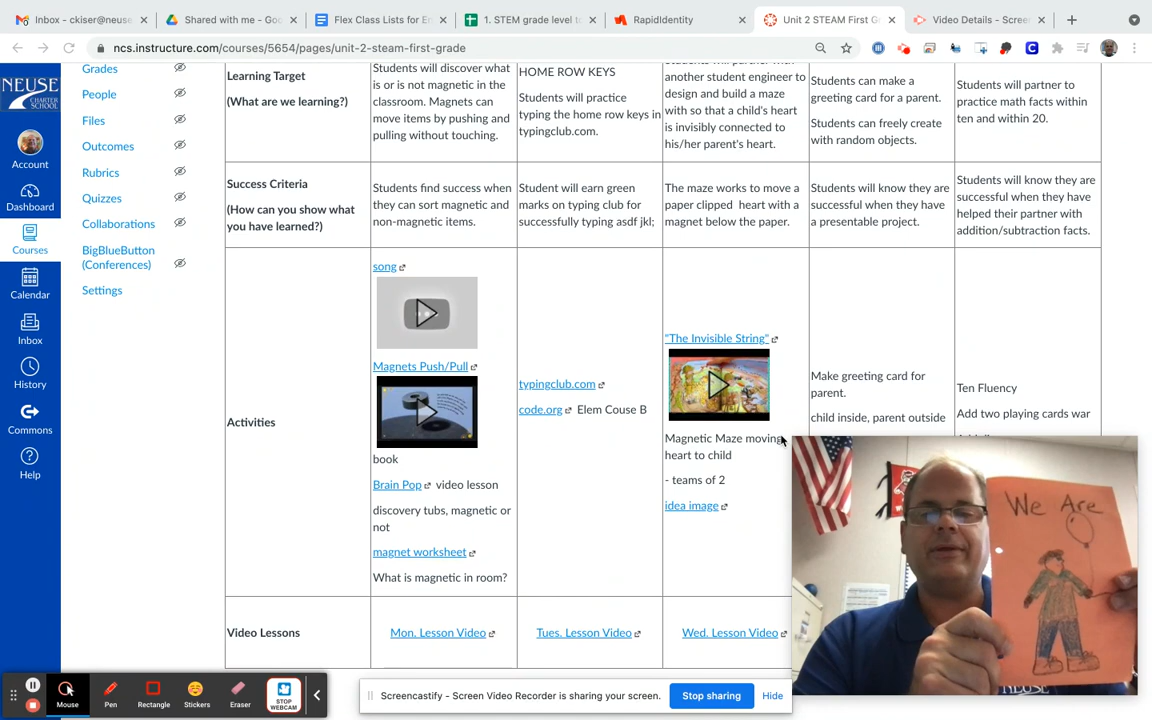 Inbox - ckiser@neuse
Shared with me - Goo
Flex Class Lists for E
1. STEM grade level t
RapidIdentity
Unit 2 STEAM First G
Video Details - Scree
ncs.instructure.com/courses/5654/pages/unit-2-steam-first-grade
NEUSE
CHARTER
SCHOOL
Account
Dashboard
Courses
Calendar
Inbox
History
Commons
Help
Grades
People
Files
Outcomes
Rubrics
Quizzes
Collaborations
BigBlueButton
(Conferences)
Settings
Learning Target
(What are we learning?)
Students will discover what
is or is not magnetic in the
classroom. Magnets can
move items by pushing and
pulling without touching.
HOME ROW KEYS
Students will practice
typing the home row keys in
typingclub.com.
Students will partner with
another student engineer to
design and build a maze
with so that a child's heart
is invisibly connected to
his/her parent's heart.
Students can make a
greeting card for a parent.
Students can freely create
with random objects.
Students will partner to
practice math facts within
ten and within 20.
Success Criteria
(How can you show what
you have learned?)
Students find success when
they can sort magnetic and
non-magnetic items.
Student will earn green
marks on typing club for
successfully typing asdf jkl;
The maze works to move a
paper clipped heart with a
magnet below the paper.
Students will know they are
successful when they have
a presentable project.
Students will know they are
successful when they have
helped their partner with
addition/subtraction facts.
Activities
song
Magnets Push/Pull
book
Brain Pop video lesson
discovery tubs, magnetic or
not
magnet worksheet
What is magnetic in room?
typingclub.com
code.org Elem Couse B
"The Invisible String"
Magnetic Maze moving
heart to child
- teams of 2
idea image
Make greeting card for
parent.
child inside, parent outside
Ten Fluency
Add two playing cards war
Video Lessons
Mon. Lesson Video
Tues. Lesson Video
Wed. Lesson Video
We Are
NEUSE
Mouse
Pen
Rectangle
Stickers
Eraser
STOP
WEBCAM
Screencastify - Screen Video Recorder is sharing your screen.
Stop sharing
Hide